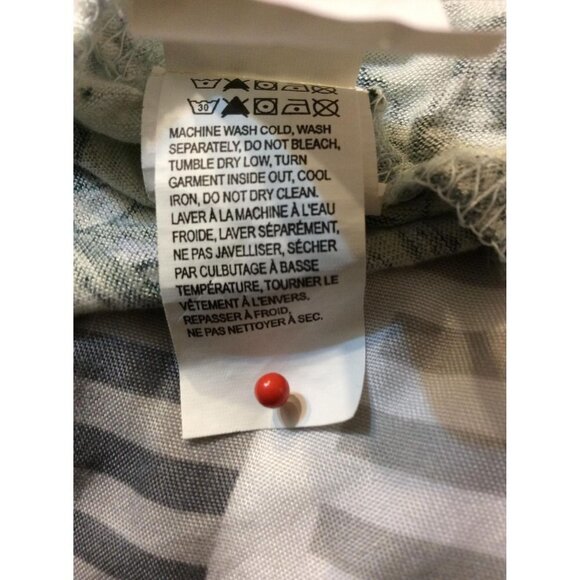 30
MACHINE WASH COLD, WASH
SEPARATELY, DO NOT BLEACH,
TUMBLE DRY LOW, TURN
GARMENT INSIDE OUT, COOL
IRON, DO NOT DRY CLEAN.
LAVER À LA MACHINE À L'EAU
FROIDE, LAVER SÉPARÉMENT,
NE PAS JAVELLISER, SÉCHER
PAR CULBUTAGE À BASSE
TEMPÉRATURE, TOURNER LE
VÊTEMENT À L'ENVERS.
REPASSER À FROID,
NE PAS NETTOYER À SEC.